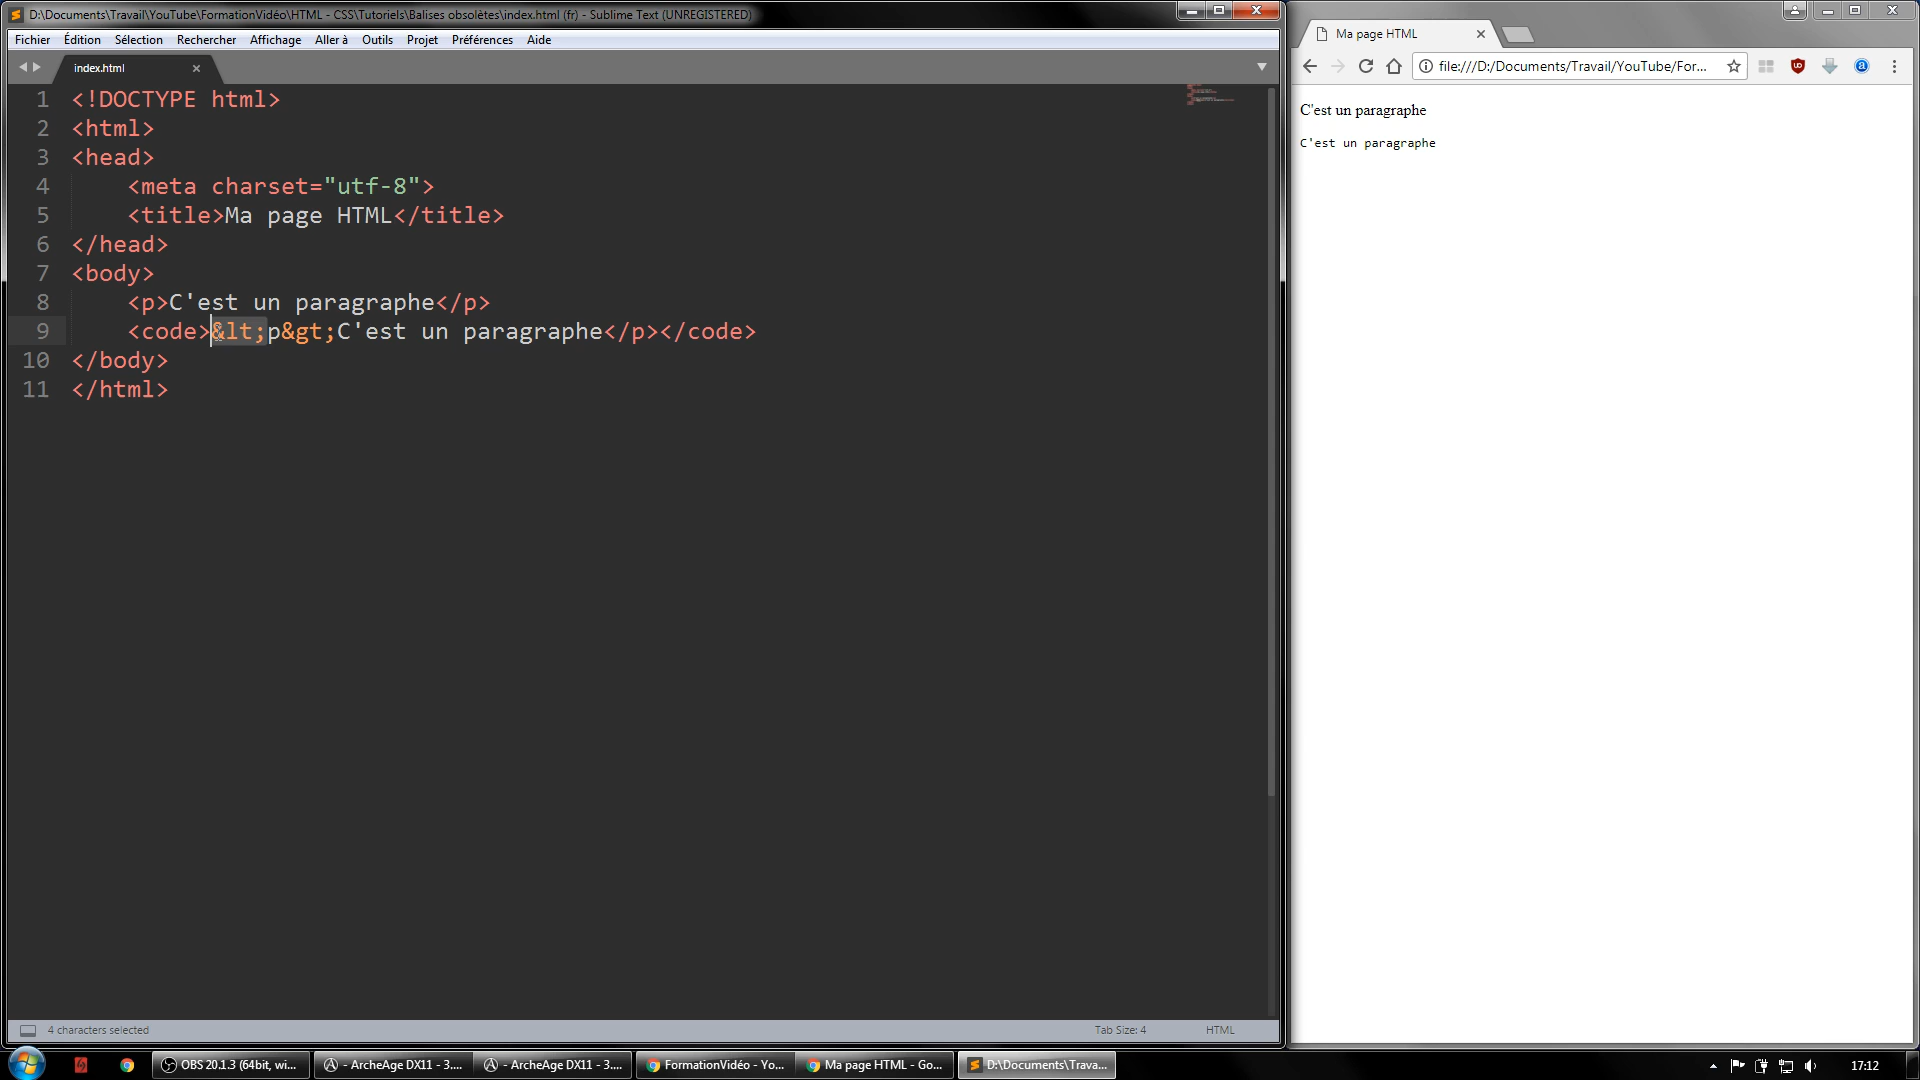 D:\Documents\Travail\YouTube\FormationVidéo\HTML - CSS\Tutoriels\Balises obsolètes\index.html (fr) - Sublime Text (UNREGISTERED)
Fichier Édition Sélection Rechercher Affichage Aller à Outils Projet Préférences Aide
index.html
1 <!DOCTYPE html>
2 <html>
3 <head>
4 <meta charset="utf-8">
5 <title>Ma page HTML</title>
6 </head>
7 <body>
8 <p>C'est un paragraphe</p>
9 <code>&lt;p&gt;C'est un paragraphe</p></code>
10 </body>
11 </html>
4 characters selected
Tab Size: 4
HTML
Ma page HTML
file:///D:/Documents/Travail/YouTube/For...
C'est un paragraphe
C'est un paragraphe
OBS 20.1.3 (64bit, wi...
- ArcheAge DX11 - 3....
- ArcheAge DX11 - 3....
FormationVidéo - Yo...
Ma page HTML - Go...
D:\Documents\Trava...
17:12